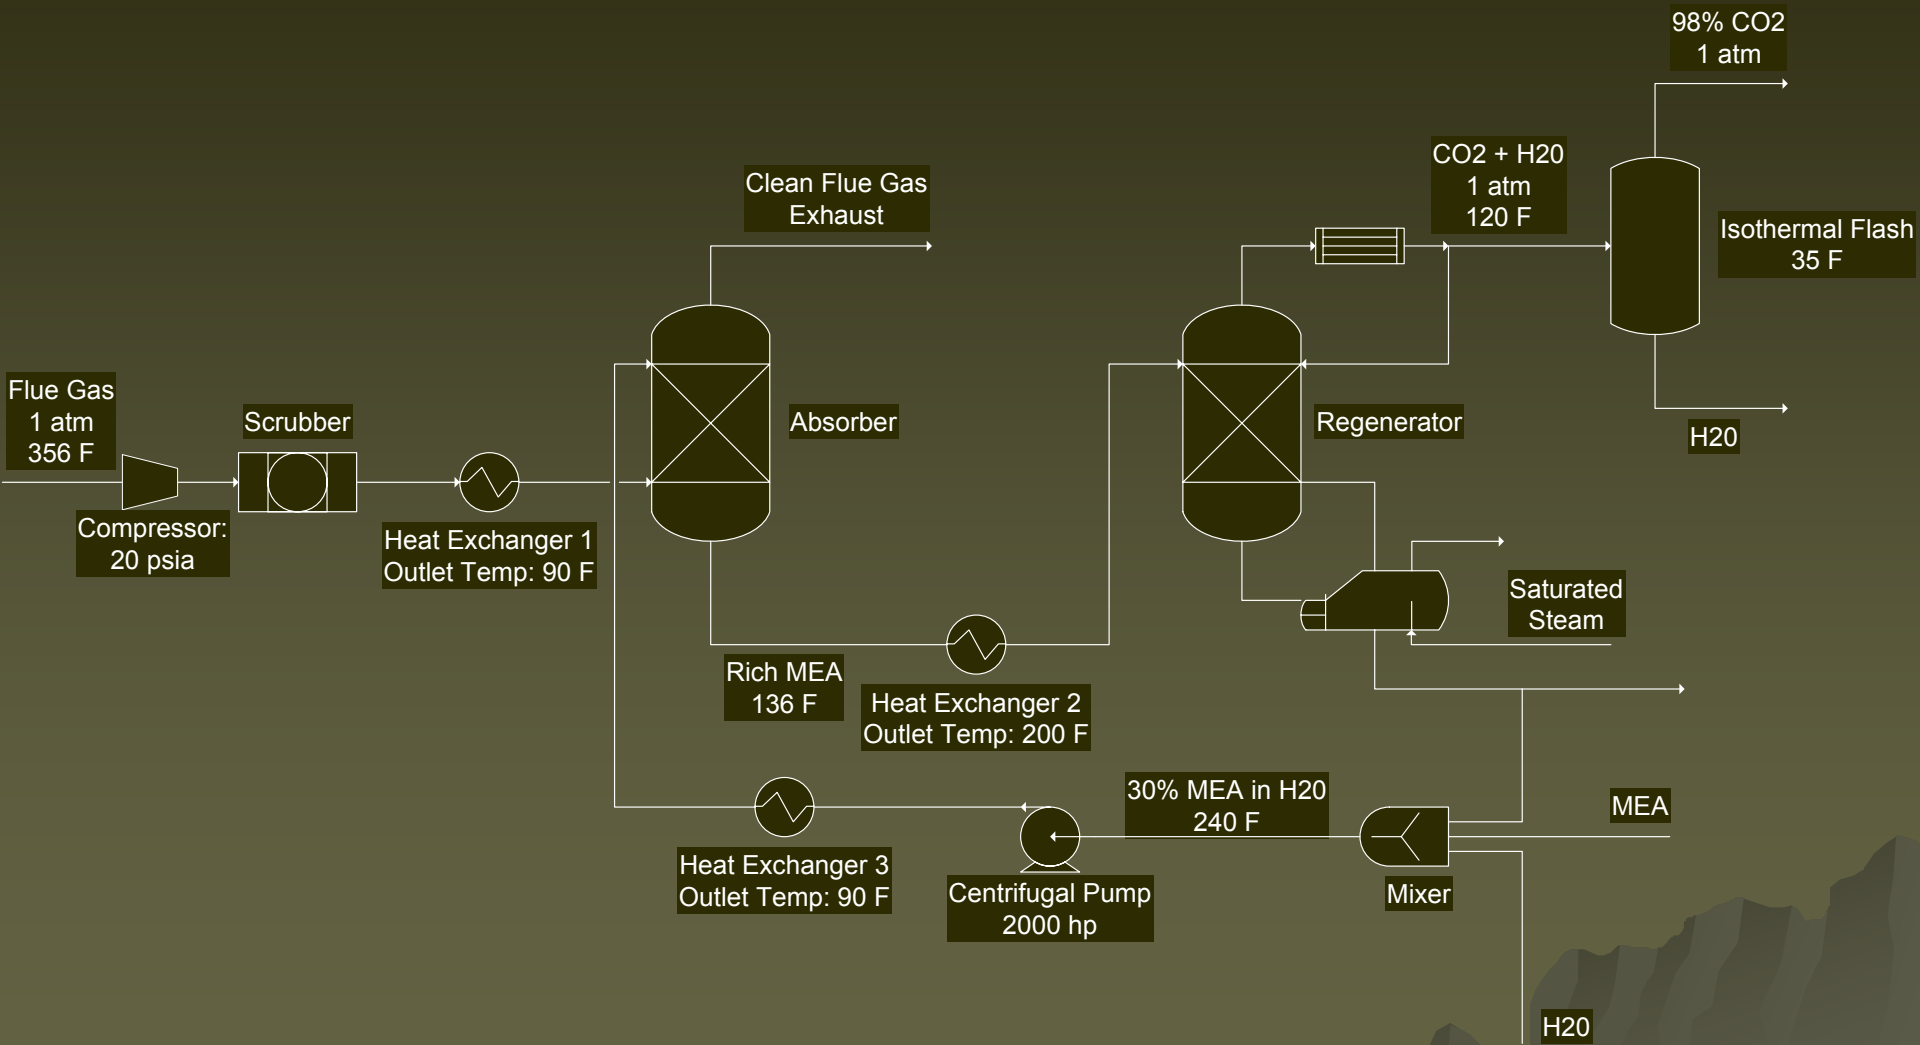 98% CO2
1 atm
CO2 + H20
1 atm
120 F
Clean Flue Gas
Exhaust
Isothermal Flash
35 F
Flue Gas
1 atm
356 F
Scrubber
Absorber
Regenerator
H20
Compressor:
20 psia
Heat Exchanger 1
Outlet Temp: 90 F
Saturated
Steam
Rich MEA
136 F
Heat Exchanger 2
Outlet Temp: 200 F
30% MEA in H20
240 F
MEA
Heat Exchanger 3
Outlet Temp: 90 F
Centrifugal Pump
2000 hp
Mixer
H20